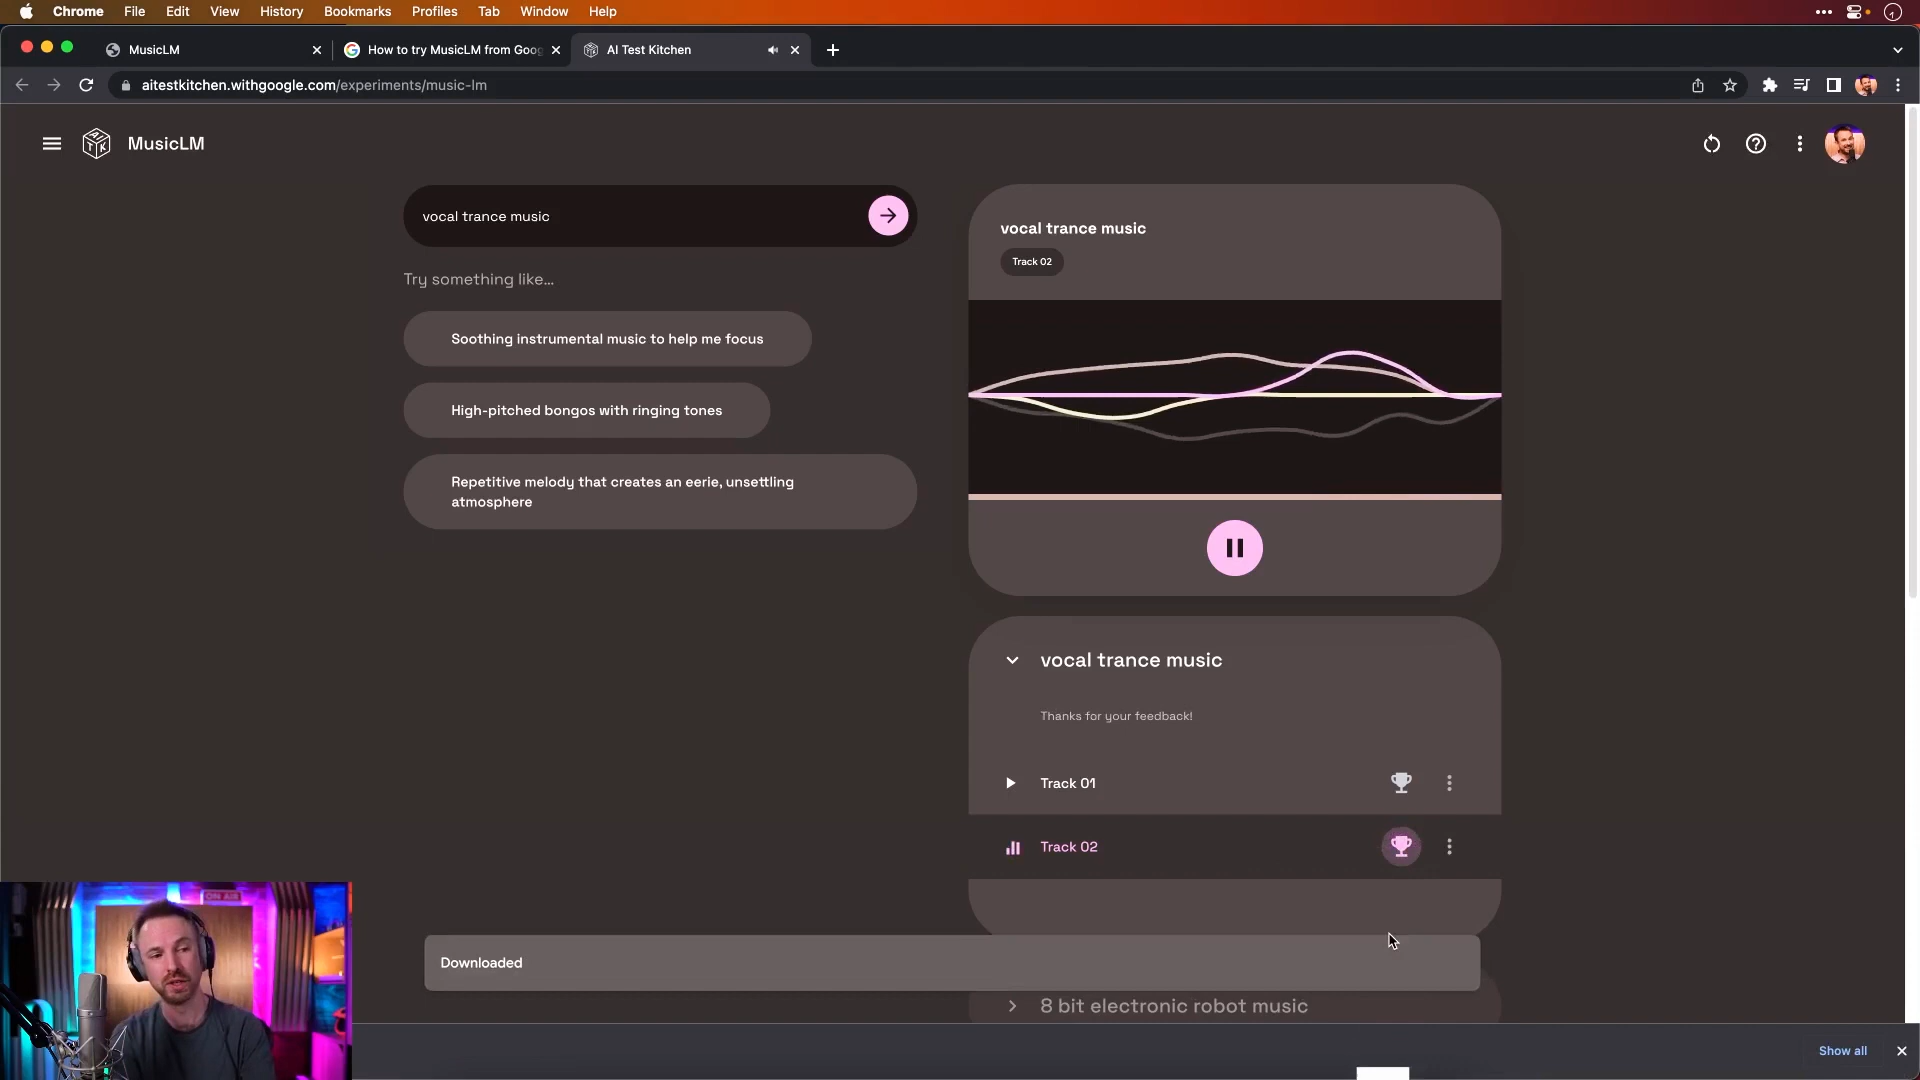 Chrome File Edit View History Bookmarks Profiles Tab Window Help
MusicLM
How to try MusicLM from Goog
AI Test Kitchen
aitestkitchen.withgoogle.com/experiments/music-lm
MusicLM
vocal trance music
Try something like...
Soothing instrumental music to help me focus
High-pitched bongos with ringing tones
Repetitive melody that creates an eerie, unsettling
atmosphere
vocal trance music
Track 02
vocal trance music
Thanks for your feedback!
Track 01
Track 02
Downloaded
8 bit electronic robot music
Show all
ON AIR